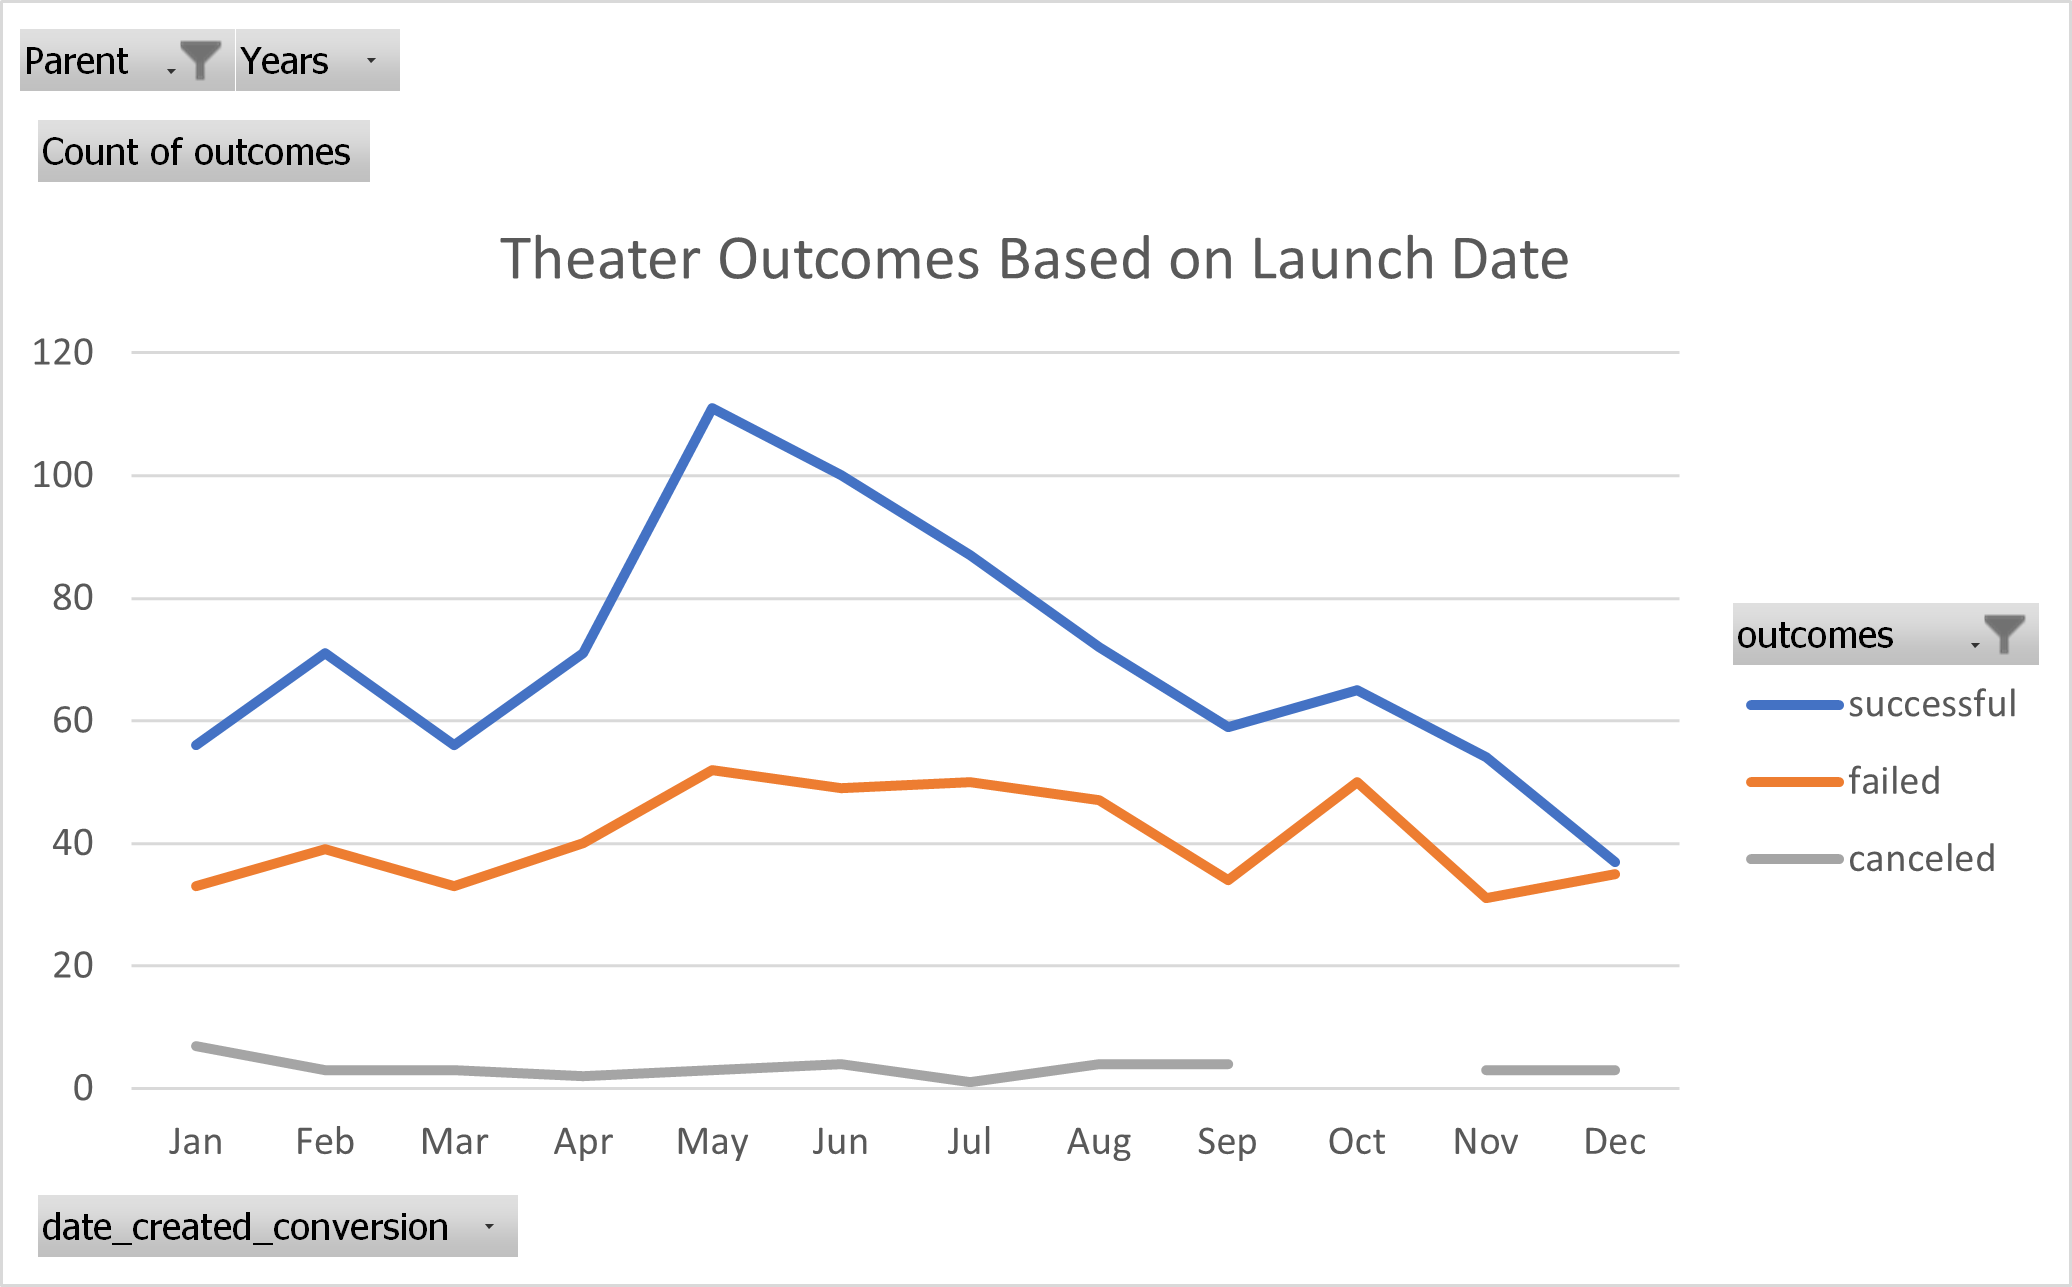 Parent Years
Count of outcomes
Theater Outcomes Based on Launch Date
120
100
80
60
40
20
0
Jan Feb Mar Apr May Jun Jul Aug Sep Oct Nov Dec
outcomes
successful
failed
canceled
date_created_conversion